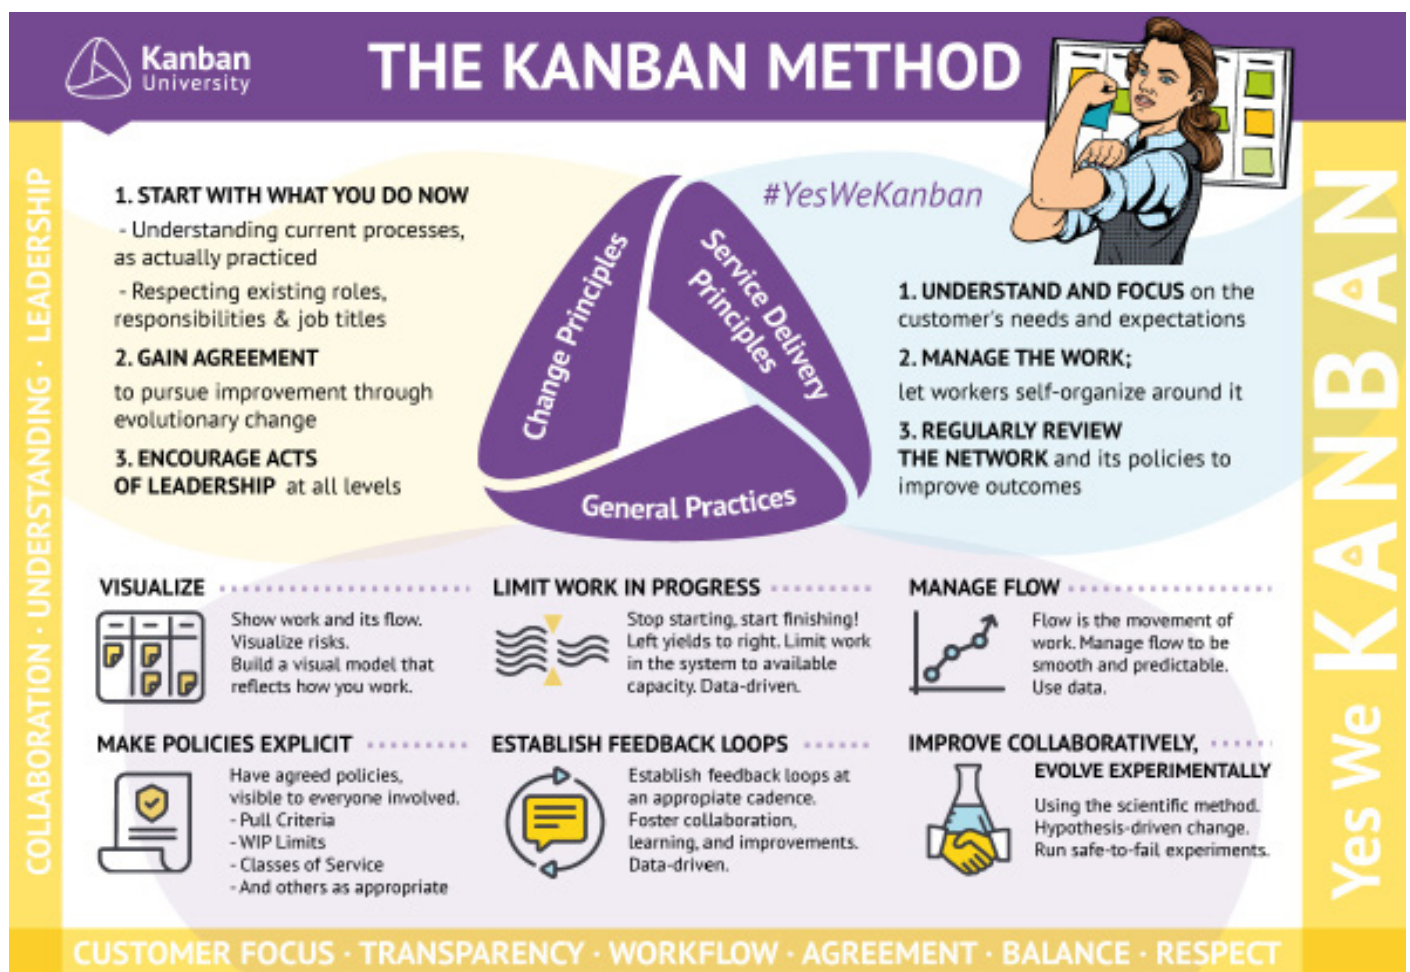 Kanban
University
THE KANBAN METHOD
#YesWeKanban
1. START WITH WHAT YOU DO NOW
- Understanding current processes,
as actually practiced
- Respecting existing roles,
responsibilities & job titles
2. GAIN AGREEMENT
to pursue improvement through
evolutionary change
3. ENCOURAGE ACTS
OF LEADERSHIP at all levels
Change Principles
Service Delivery
Principles
General Practices
1. UNDERSTAND AND FOCUS on the
customer's needs and expectations
2. MANAGE THE WORK;
let workers self-organize around it
3. REGULARLY REVIEW
THE NETWORK and its policies to
improve outcomes
VISUALIZE
Show work and its flow.
Visualize risks.
Build a visual model that
reflects how you work.
LIMIT WORK IN PROGRESS
Stop starting, start finishing!
Left yields to right. Limit work
in the system to available
capacity. Data-driven.
MANAGE FLOW
Flow is the movement of
work. Manage flow to be
smooth and predictable.
Use data.
MAKE POLICIES EXPLICIT
Have agreed policies,
visible to everyone involved.
- Pull Criteria
- WIP Limits
- Classes of Service
- And others as appropriate
ESTABLISH FEEDBACK LOOPS
Establish feedback loops at
an appropiate cadence.
Foster collaboration,
learning, and improvements.
Data-driven.
IMPROVE COLLABORATIVELY,
EVOLVE EXPERIMENTALLY
Using the scientific method.
Hypothesis-driven change.
Run safe-to-fail experiments.
COLLABORATION · UNDERSTANDING · LEADERSHIP
Yes We KANBAN
CUSTOMER FOCUS · TRANSPARENCY · WORKFLOW · AGREEMENT · BALANCE · RESPECT